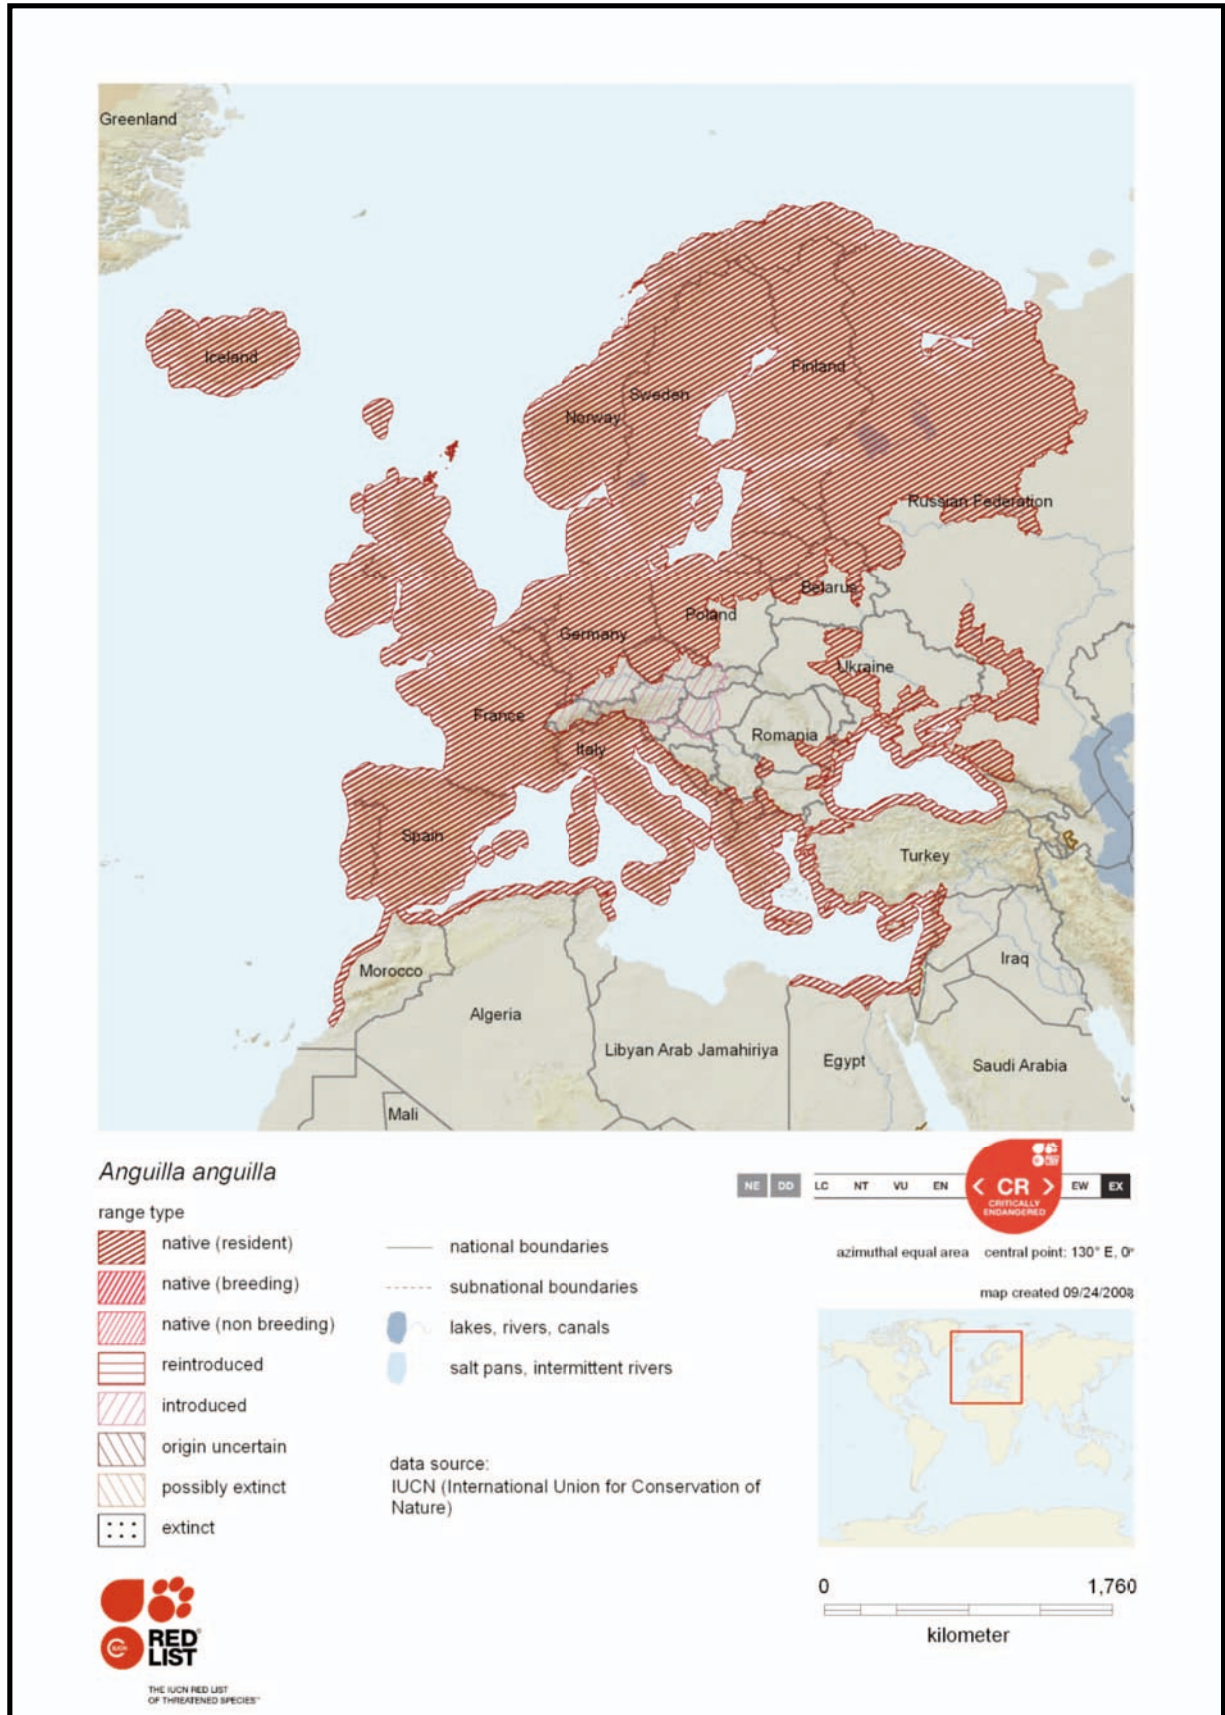 Greenland
Iceland
Finland
Sweden
Norway
Russian Federation
Belarus
Poland
Germany
Ukraine
France
Romania
Italy
Spain
Turkey
Iraq
Morocco
Algeria
Libyan Arab Jamahiriya
Egypt
Saudi Arabia
Mali
Anguilla anguilla
NE DD LC NT VU EN < CR > EW EX
CRITICALLY
ENDANGERED
range type
native (resident)
native (breeding)
native (non breeding)
reintroduced
introduced
origin uncertain
possibly extinct
extinct
national boundaries
subnational boundaries
lakes, rivers, canals
salt pans, intermittent rivers
data source:
IUCN (International Union for Conservation of
Nature)
azimuthal equal area central point: 130° E, 0°
map created 09/24/2008
0 1,760
kilometer
IUCN
RED
LIST
THE IUCN RED LIST
OF THREATENED SPECIES™